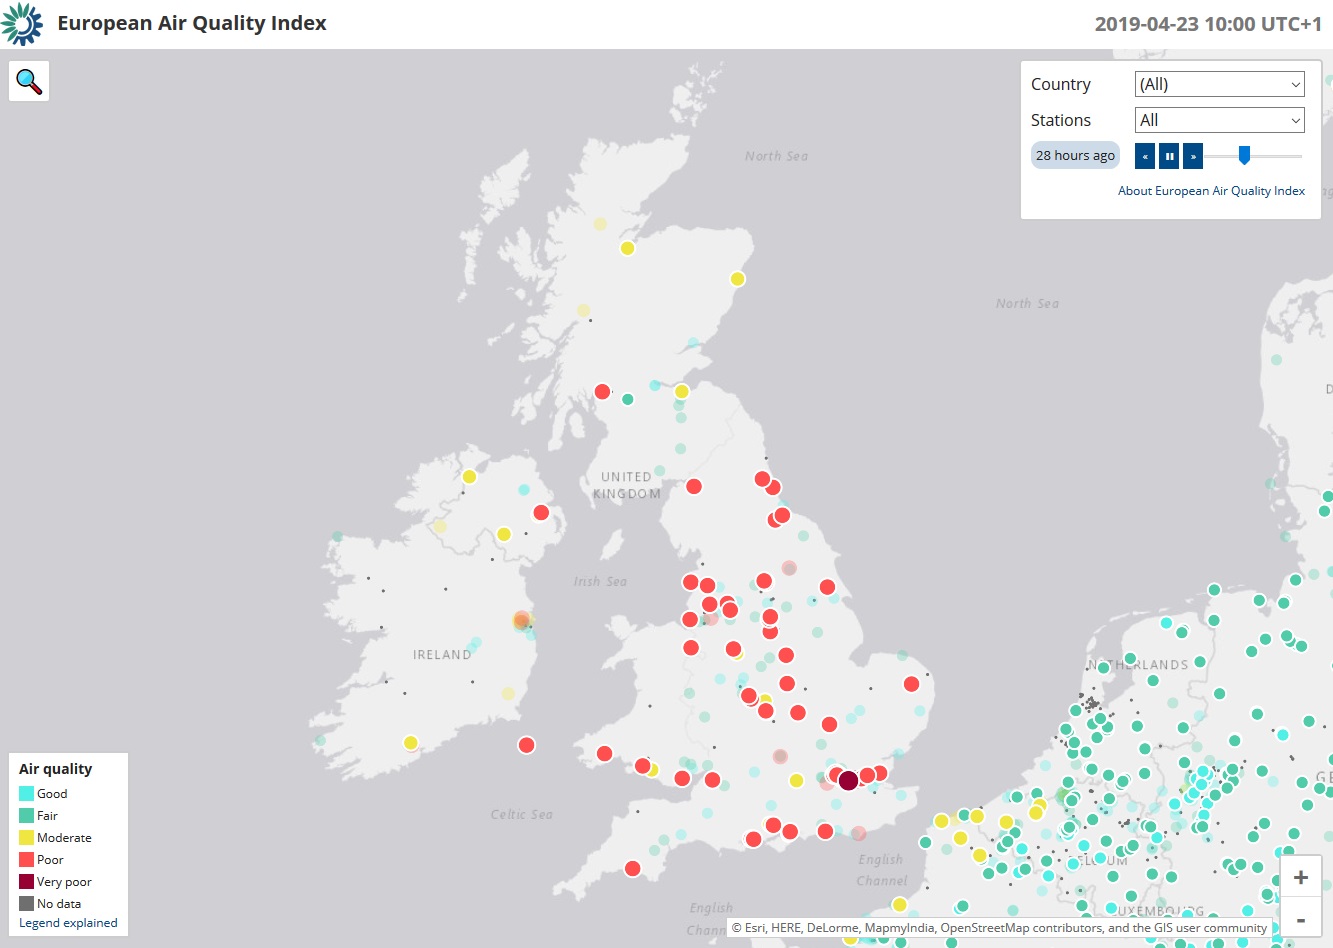 European Air Quality Index
2019-04-23 10:00 UTC+1
Country
(All)
Stations
All
28 hours ago
About European Air Quality Index
North Sea
North Sea
UNITED
KINGDOM
Irish Sea
IRELAND
NETHERLANDS
Celtic Sea
English
Channel
BELGIUM
English
LUXEMBOURG
Air quality
Good
Fair
Moderate
Poor
Very poor
No data
Legend explained
+
-
© Esri, HERE, DeLorme, MapmyIndia, OpenStreetMap contributors, and the GIS user community